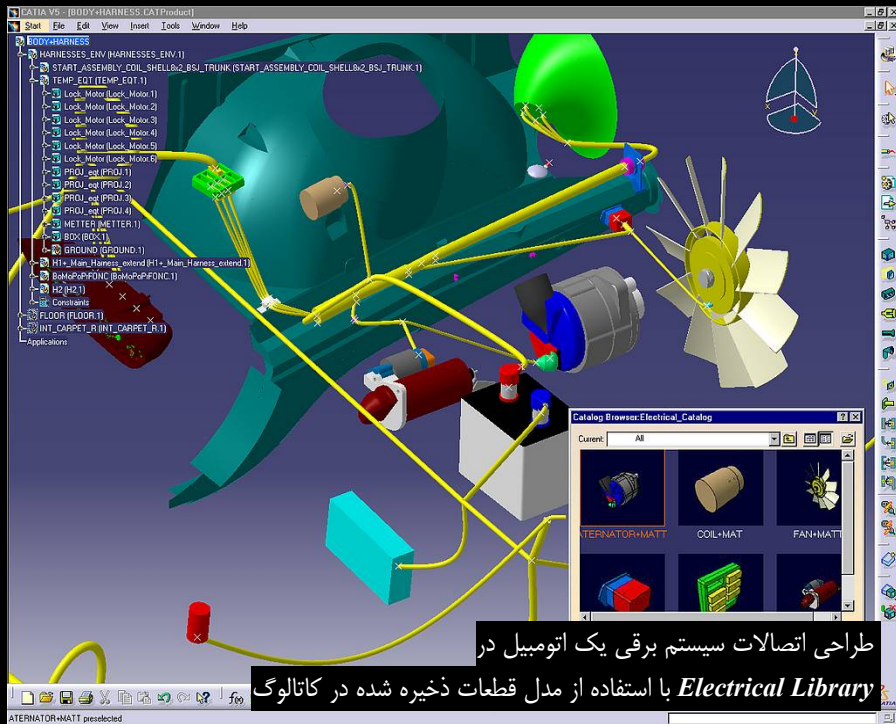 CATIA V5 - [BODY+HARNESS.CATProduct]
Start File Edit View Insert Tools Window Help
BODY+HARNESS
HARNESSES_ENV (HARNESSES_ENV.1)
START_ASSEMBLY_COIL_SHELL8x2_BSJ_TRUNK (START_ASSEMBLY_COIL_SHELL8x2_BSJ_TRUNK.1)
TEMP_EQT (TEMP_EQT.1)
Lock_Motor (Lock_Motor.1)
Lock_Motor (Lock_Motor.2)
Lock_Motor (Lock_Motor.3)
Lock_Motor (Lock_Motor.4)
Lock_Motor (Lock_Motor.5)
Lock_Motor (Lock_Motor.6)
PROJ_eqt (PROJ.1)
PROJ_eqt (PROJ.2)
PROJ_eqt (PROJ.3)
PROJ_eqt (PROJ.4)
METTER (METTER.1)
BOX (BOX.1)
GROUND (GROUND.1)
H1+_Main_Harness_extend (H1+_Main_Harness_extend.1)
BoMoPoPiFONC (BoMoPoPiFONC.1)
H2 (H2.1)
Constraints
FLOOR (FLOOR.1)
INT_CARPET_R (INT_CARPET_R.1)
Applications
Catalog Browser:Electrical_Catalog
Current: All
ATERNATOR+MATT COIL+MAT FAN+MATT
طراحی اتصالات سیستم برقی یک اتومبیل در
Electrical Library با استفاده از مدل قطعات ذخیره شده در کاتالوگ
f(x)
ATERNATOR+MATT preselected